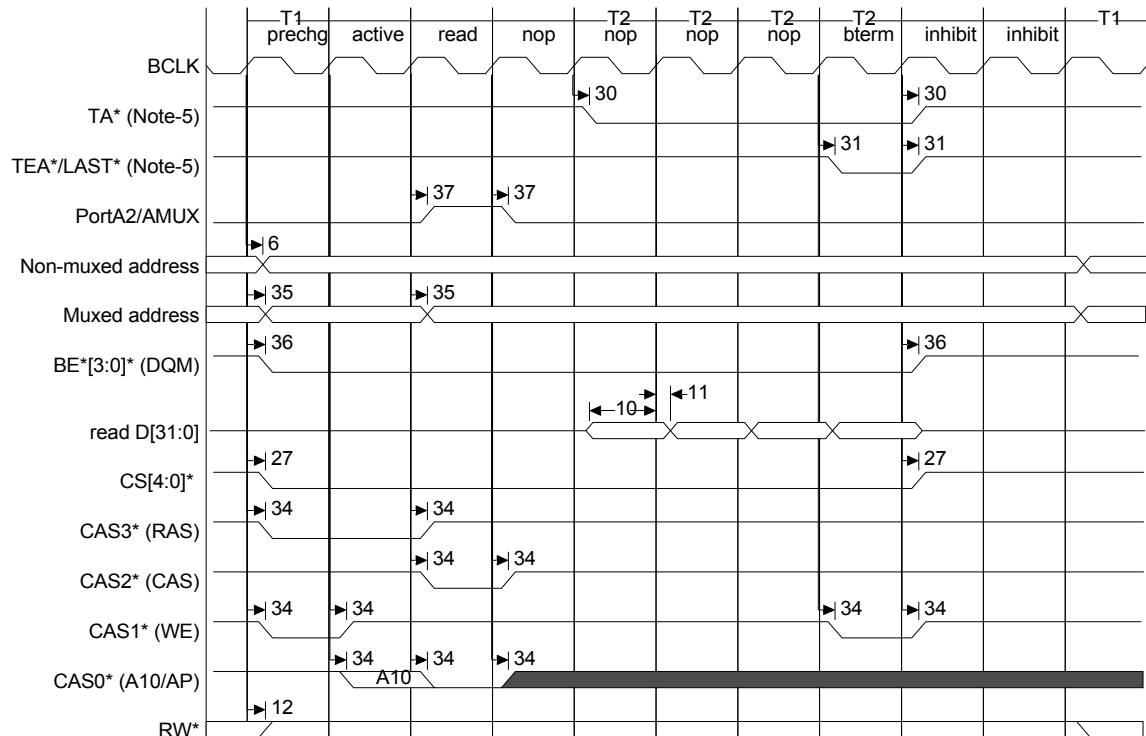 T1 T2 T2 T2 T2 T1
prechg active read nop nop nop nop bterm inhibit inhibit
BCLK
30 30
TA* (Note-5)
31 31
TEA*/LAST* (Note-5)
37 37
PortA2/AMUX
6
Non-muxed address
35 35
Muxed address
36 36
BE*[3:0]* (DQM)
11
10
read D[31:0]
27 27
CS[4:0]*
34 34
CAS3* (RAS)
34 34
CAS2* (CAS)
34 34 34 34
CAS1* (WE)
34 34 34
A10
CAS0* (A10/AP)
12
RW*